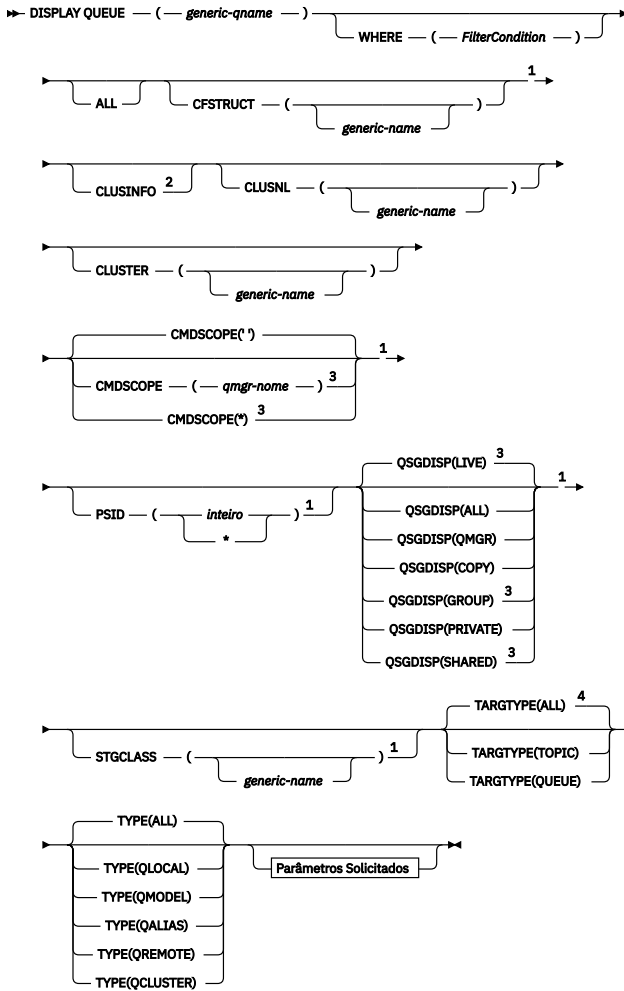 DISPLAY QUEUE ( generic-qname )
WHERE ( FilterCondition )
ALL
CFSTRUCT ( generic-name ) 1
CLUSINFO 2
CLUSNL ( generic-name )
CLUSTER ( generic-name )
CMDSCOPE(' ')
CMDSCOPE ( qmgr-nome ) 3
CMDSCOPE(*) 3
1
PSID ( inteiro ) 1
*
QSGDISP(LIVE) 3
QSGDISP(ALL)
QSGDISP(QMGR)
QSGDISP(COPY)
QSGDISP(GROUP) 3
QSGDISP(PRIVATE)
QSGDISP(SHARED) 3
1
STGCLASS ( generic-name ) 1
TARGTYPE(ALL) 4
TARGTYPE(TOPIC)
TARGTYPE(QUEUE)
TYPE(ALL)
TYPE(QLOCAL)
TYPE(QMODEL)
TYPE(QALIAS)
TYPE(QREMOTE)
TYPE(QCLUSTER)
Parâmetros Solicitados